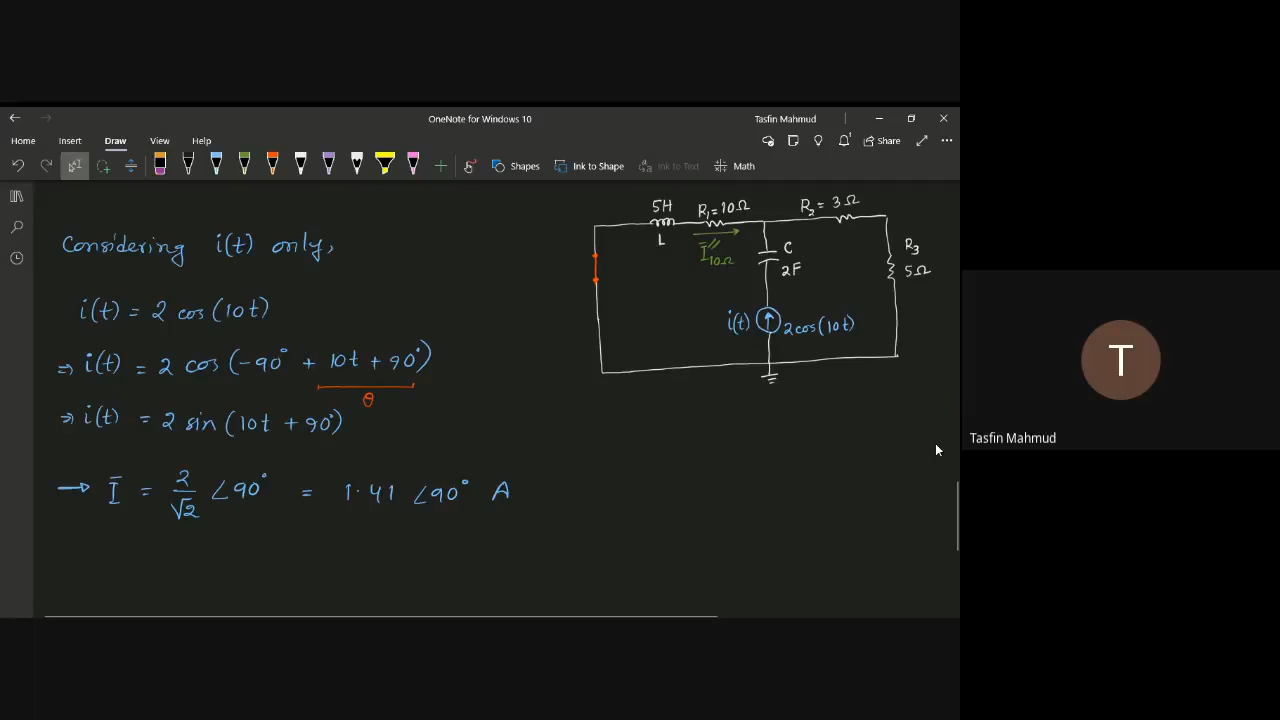 OneNote for Windows 10
Tasfin Mahmud
Home Insert Draw View Help
Share
Shapes Ink to Shape Ink to Text Math
Considering i(t) only,
i(t) = 2 cos(10t)
⇒ i(t) = 2 cos(-90° + 10t + 90°)
θ
⇒ i(t) = 2 sin(10t + 90°)
→ Ī = 2/√2 ∠90° = 1.41 ∠90° A
5H
L
R₁=10Ω
Ī″10Ω
R₂= 3Ω
C
2F
R₃
5Ω
i(t)
2cos(10t)
T
Tasfin Mahmud